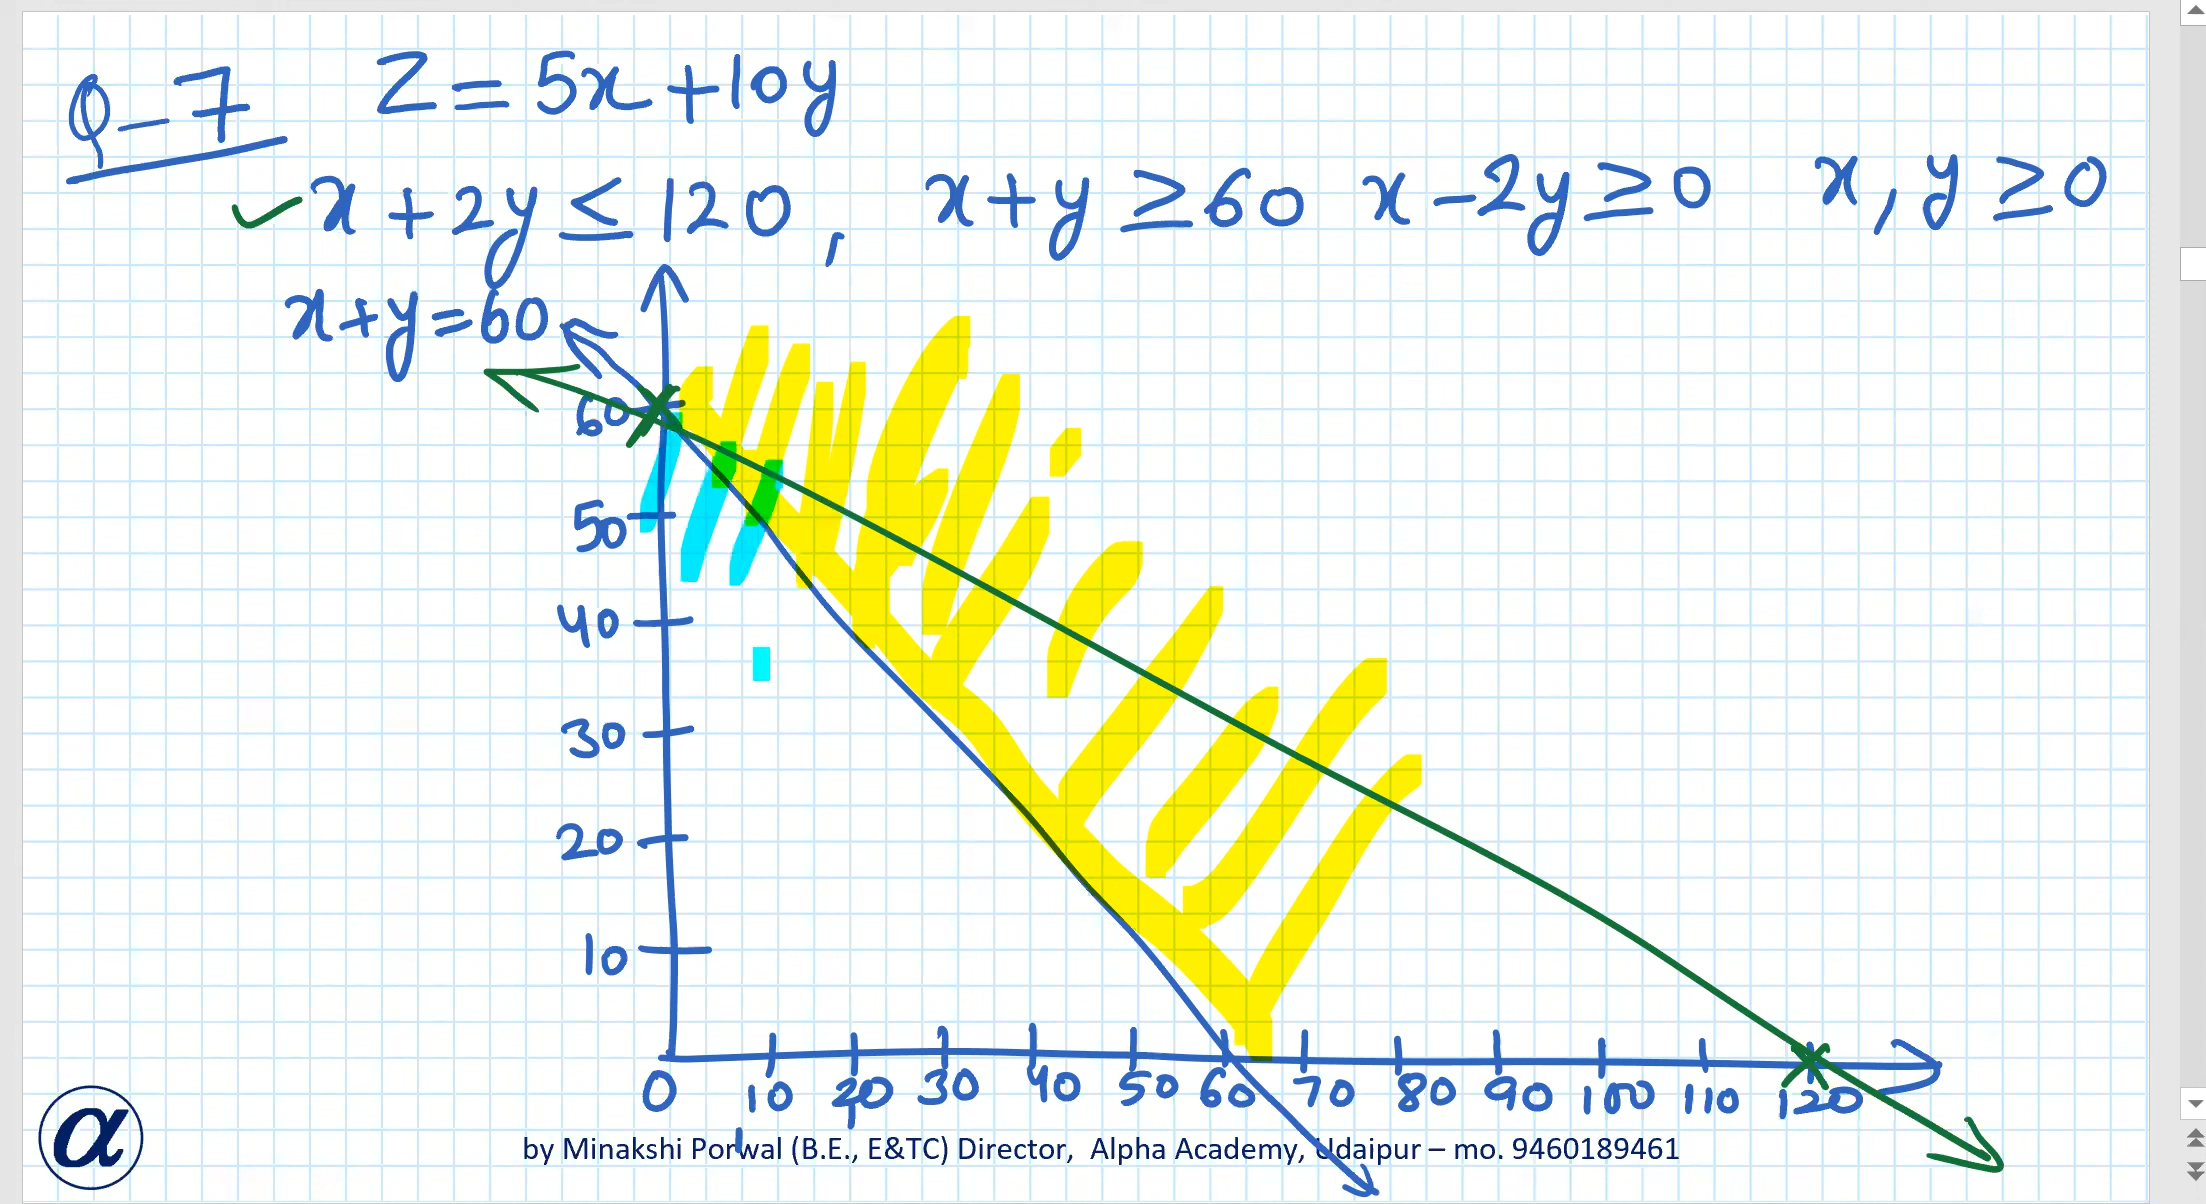 Q-7 Z=5x+10y
x+2y≤120, x+y≥60 x-2y≥0 x,y≥0
x+y=60
60
50
40
30
20
10
0 10 20 30 40 50 60 70 80 90 100 110 120
α by Minakshi Porwal (B.E., E&TC) Director, Alpha Academy, Udaipur – mo. 9460189461